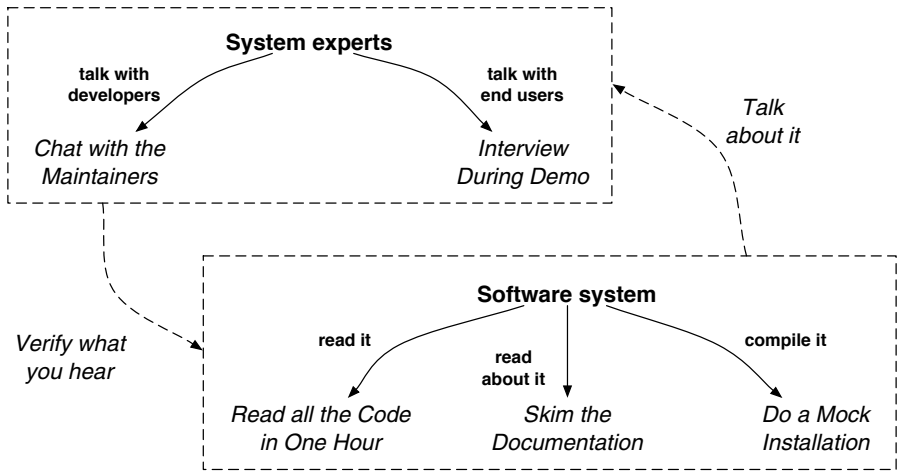 System experts
talk with
developers
talk with
end users
Chat with the
Maintainers
Interview
During Demo
Talk
about it
Verify what
you hear
Software system
read it
read
about it
compile it
Read all the Code
in One Hour
Skim the
Documentation
Do a Mock
Installation